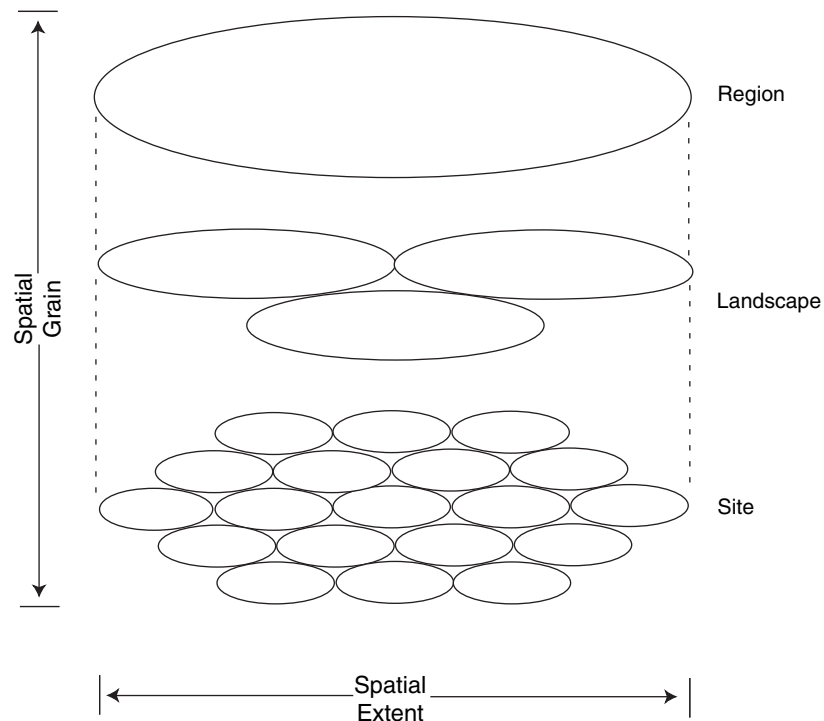 Region
Landscape
Spatial
Grain
Site
Spatial
Extent